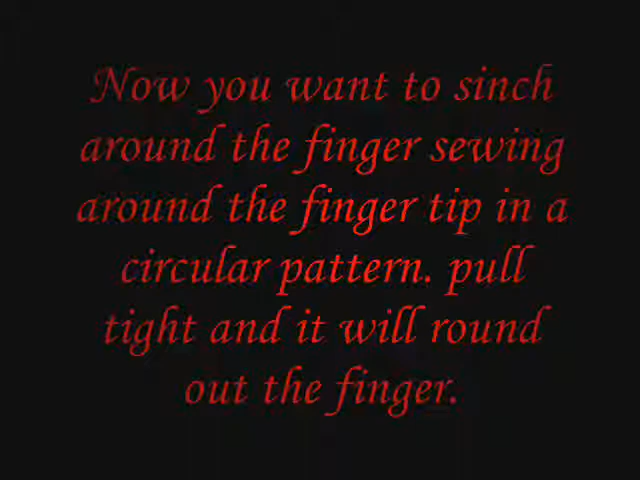 Now you want to sinch
around the finger sewing
around the finger tip in a
circular pattern. pull
tight and it will round
out the finger.